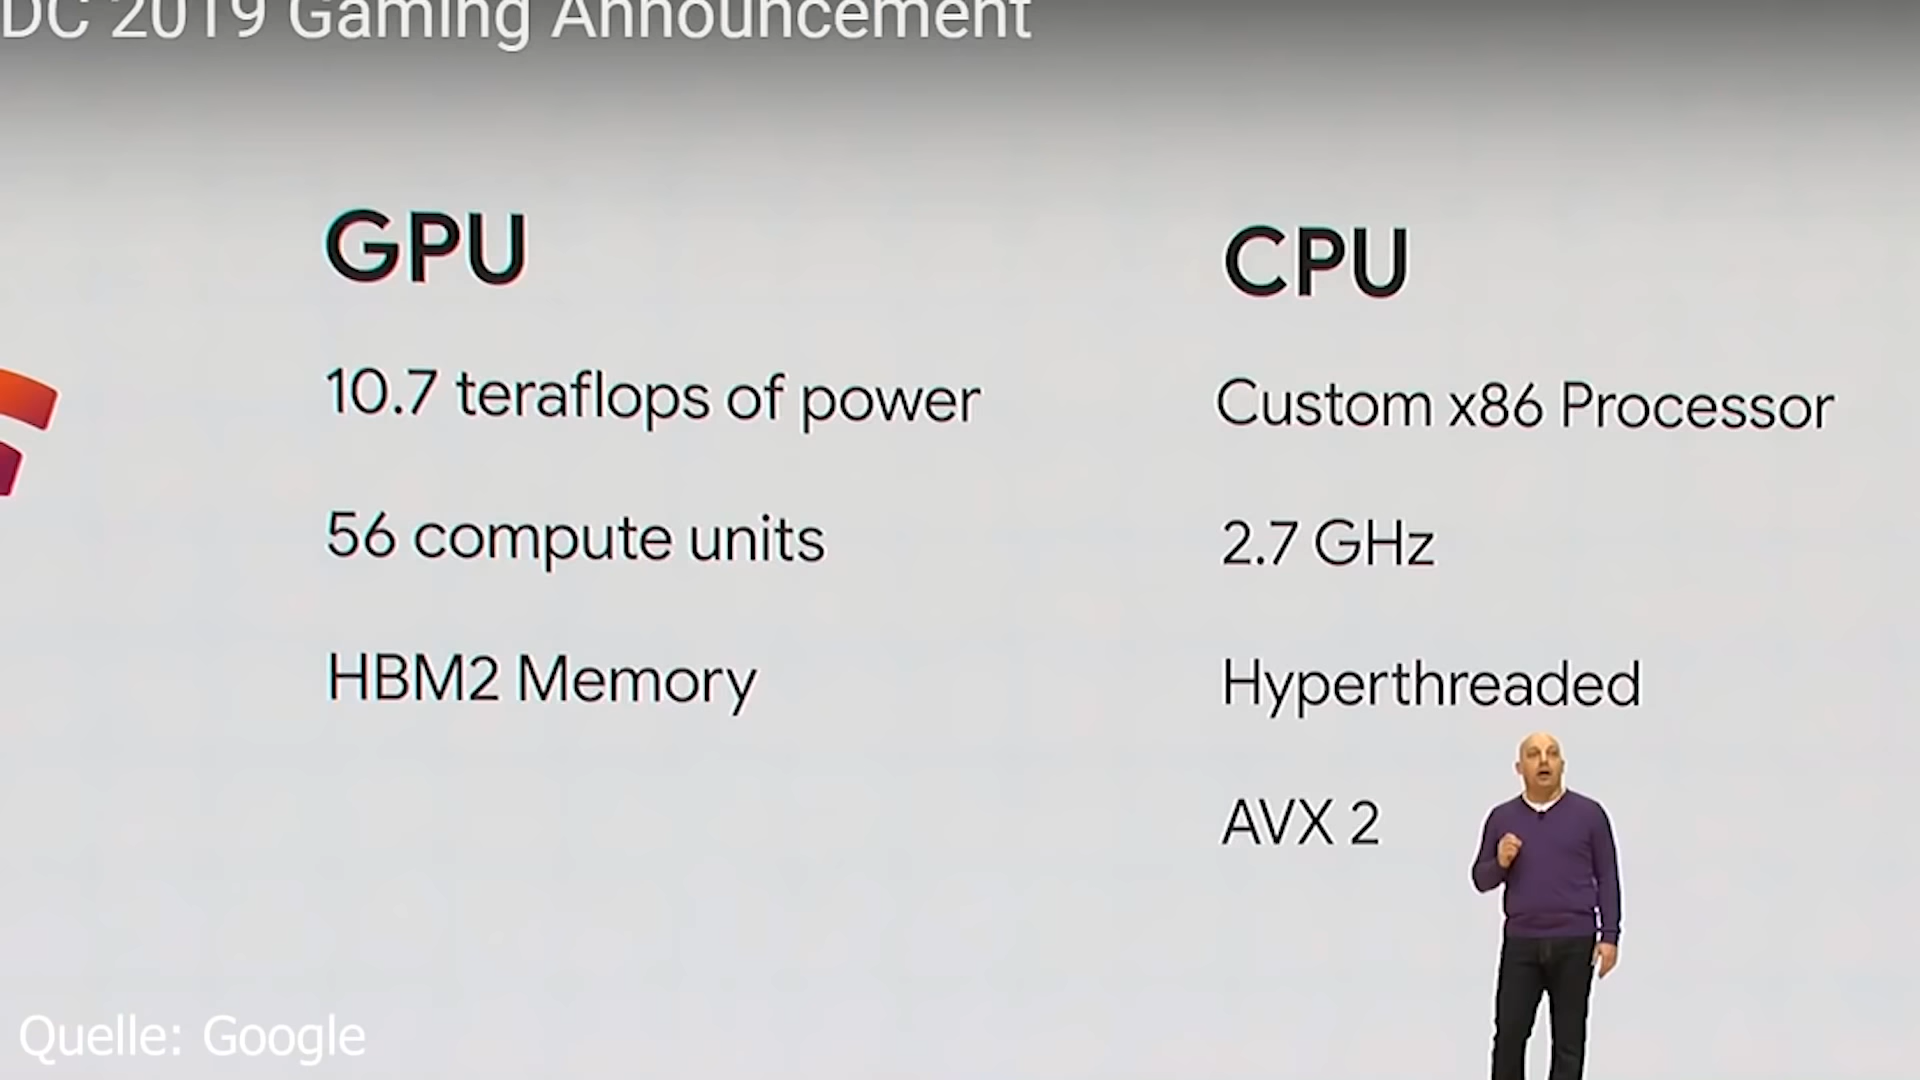 DC 2019 Gaming Announcement
GPU
10.7 teraflops of power
56 compute units
HBM2 Memory
CPU
Custom x86 Processor
2.7 GHz
Hyperthreaded
AVX 2
Quelle: Google